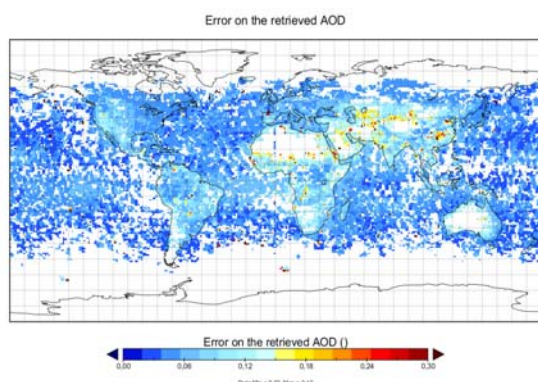 Error on the retrieved AOD
Error on the retrieved AOD ()
0,00 0,06 0,12 0,18 0,24 0,30